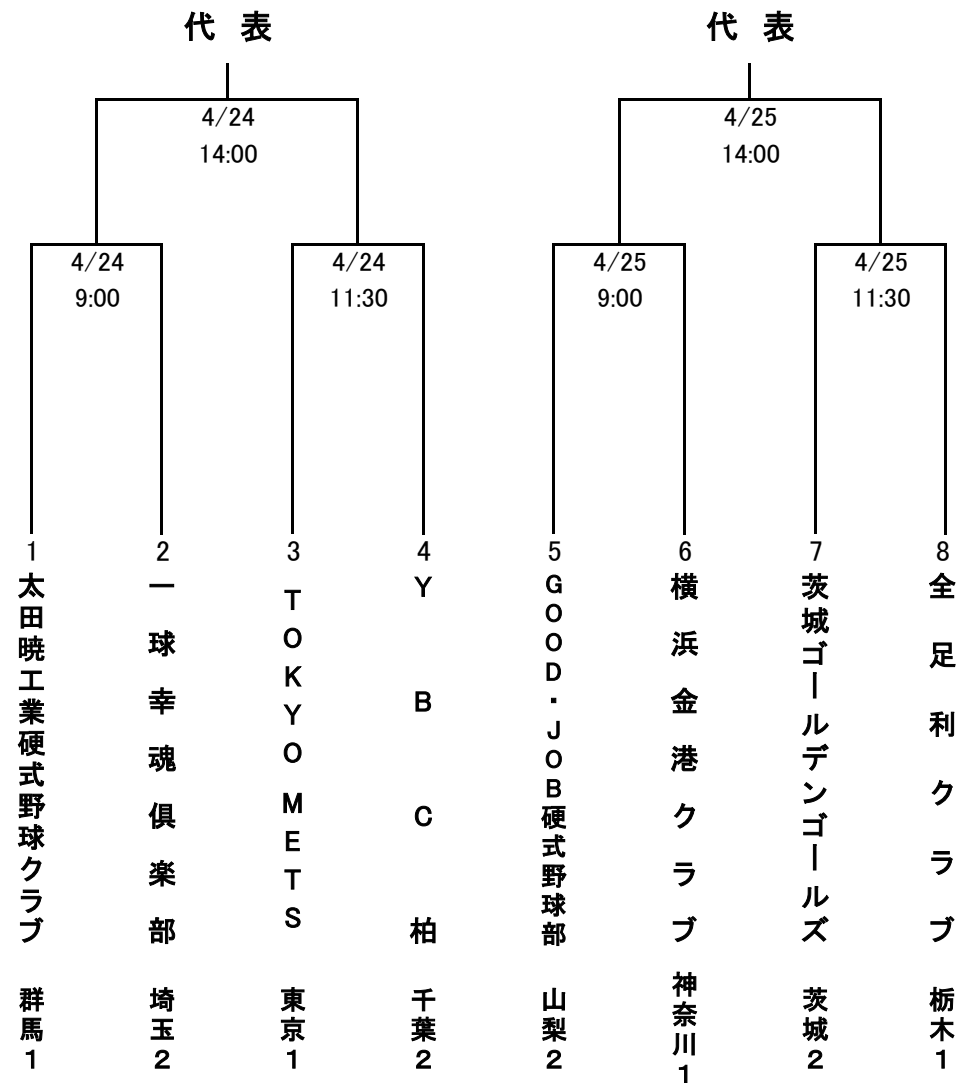 代 表
代 表
4/24
14:00
4/25
14:00
4/24
9:00
4/24
11:30
4/25
9:00
4/25
11:30
1
太田暁工業硬式野球クラブ
群馬1
2
一球幸魂倶楽部
埼玉2
3
TOKYO METS
東京1
4
YBC柏
千葉2
5
GOOD・JOB硬式野球部
山梨2
6
横浜金港クラブ
神奈川1
7
茨城ゴールデンゴールズ
茨城2
8
全足利クラブ
栃木1